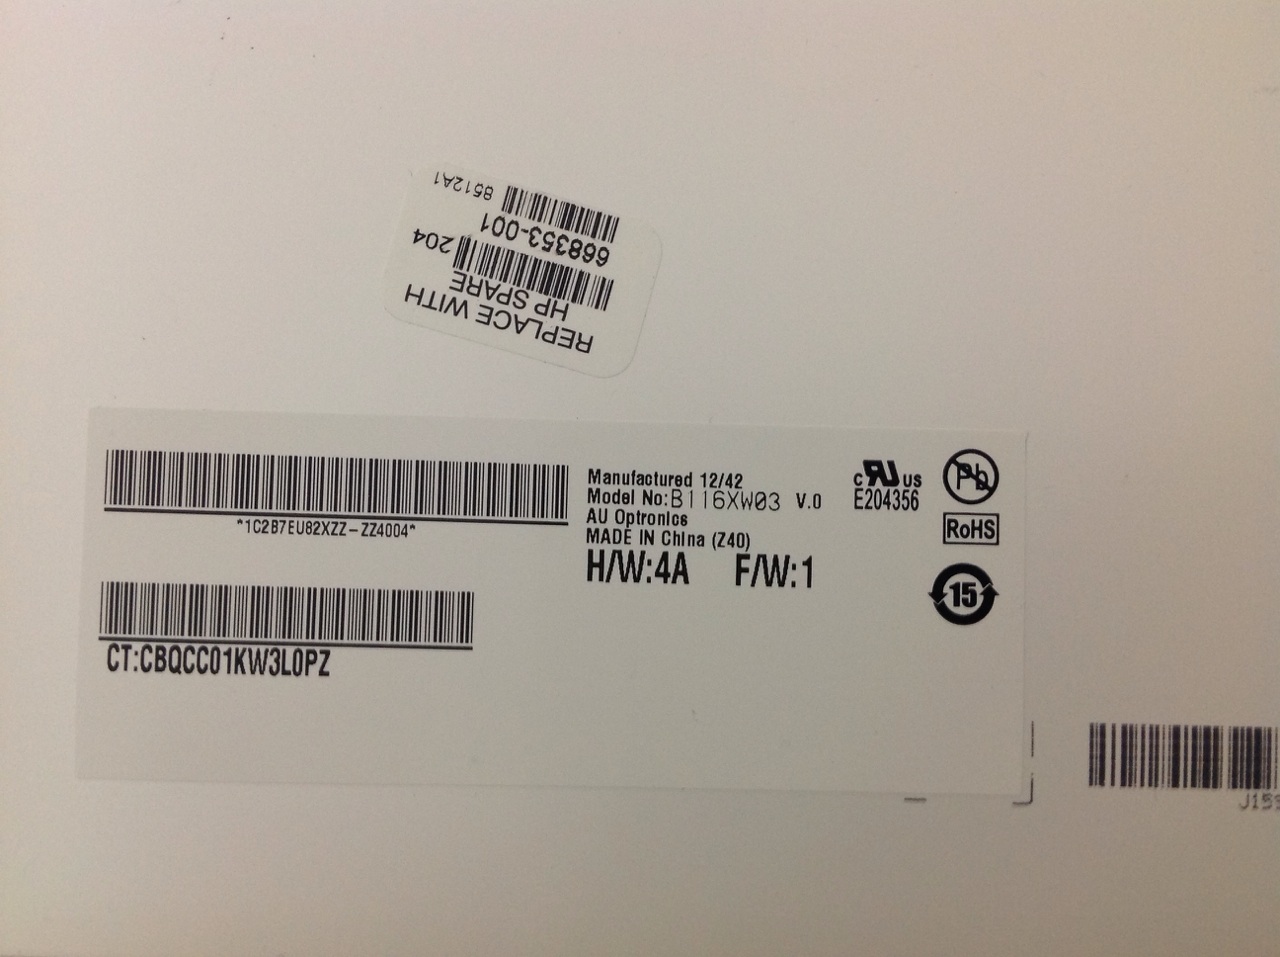 REPLACE WITH
HP SPARE
204
668353-001
8512A1
*1C2B7EU82XZZ-ZZ4004*
CT:CBQCC01KW3L0PZ
Manufactured 12/42
Model No:B116XW03 V.0
AU Optronics
MADE IN China (Z40)
H/W:4A F/W:1
c RU US
E204356
Pb
RoHS
15